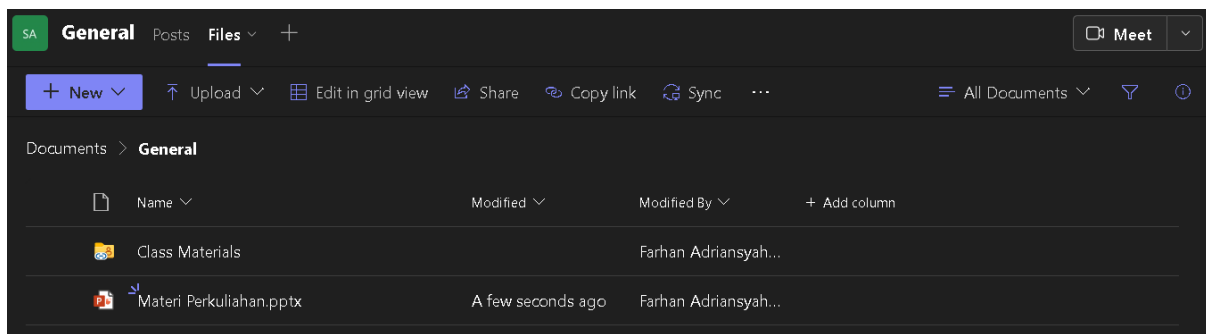 SA General Posts Files Meet
New Upload Edit in grid view Share Copy link Sync ... All Documents
Documents > General
Name Modified Modified By + Add column
Class Materials Farhan Adriansyah...
Materi Perkuliahan.pptx A few seconds ago Farhan Adriansyah...